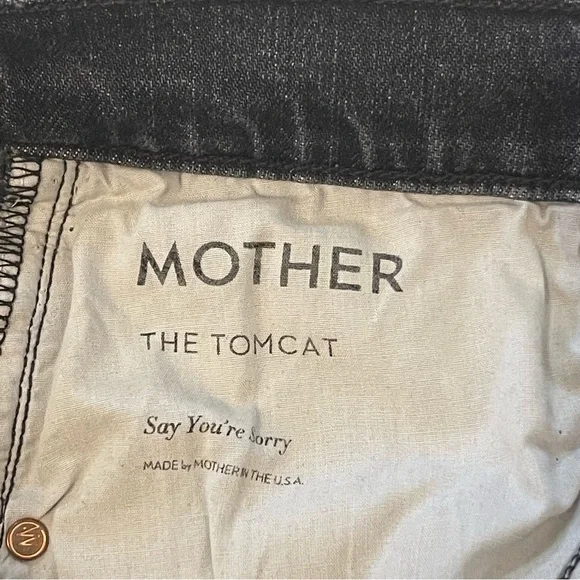 MOTHER
THE TOMCAT
Say You're Sorry
MADE by MOTHER IN THE U.S.A.